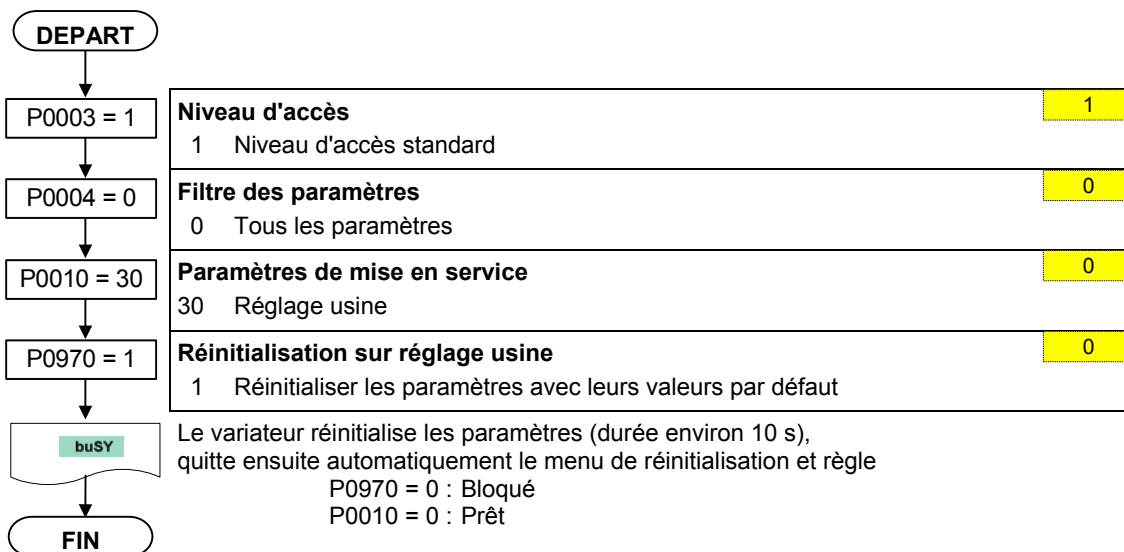 DEPART
P0003 = 1
Niveau d'accès 1
1 Niveau d'accès standard
P0004 = 0
Filtre des paramètres 0
0 Tous les paramètres
P0010 = 30
Paramètres de mise en service 0
30 Réglage usine
P0970 = 1
Réinitialisation sur réglage usine 0
1 Réinitialiser les paramètres avec leurs valeurs par défaut
buSY
Le variateur réinitialise les paramètres (durée environ 10 s),
quitte ensuite automatiquement le menu de réinitialisation et règle
P0970 = 0 : Bloqué
P0010 = 0 : Prêt
FIN